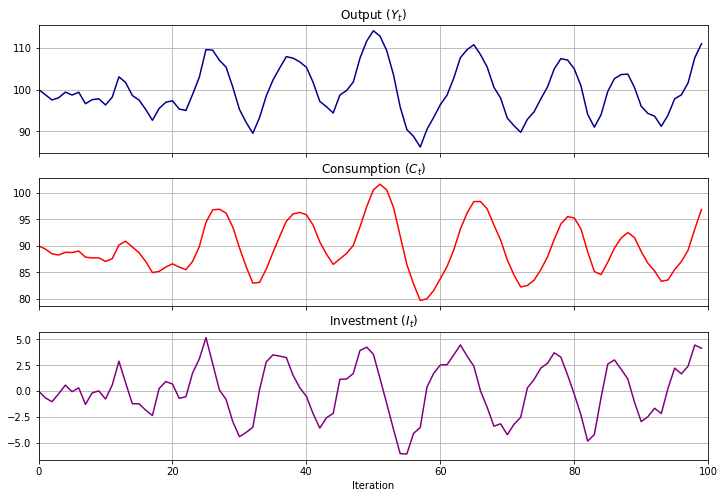 Output (Y_t)
110
100
90
Consumption (C_t)
100
95
90
85
80
Investment (I_t)
5.0
2.5
0.0
−2.5
−5.0
0 20 40 60 80 100
Iteration